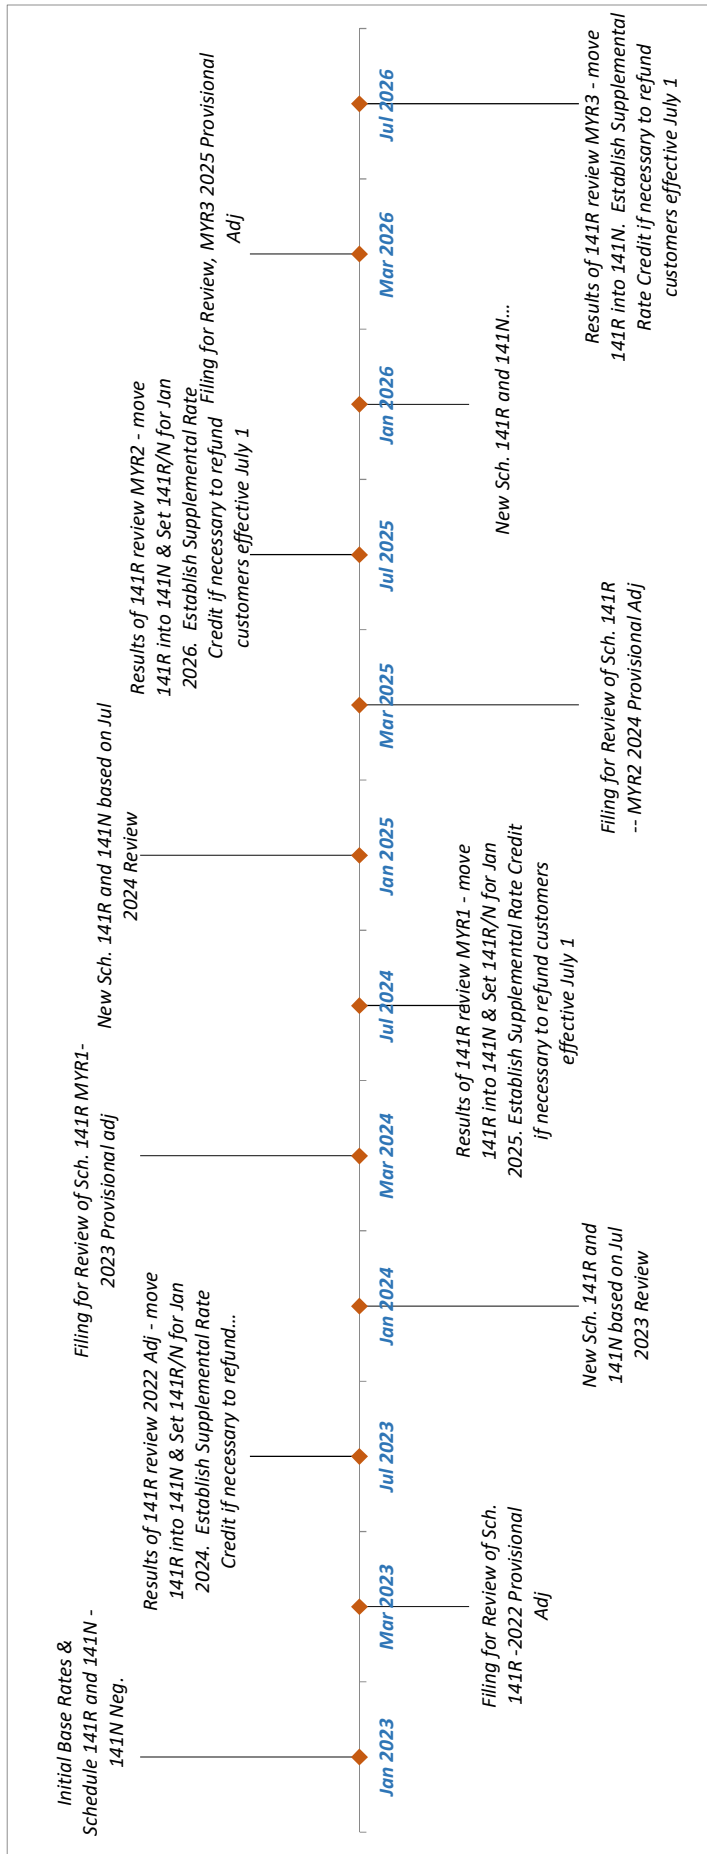 Initial Base Rates &
Schedule 141R and 141N -
141N Neg.
Jan 2023
Filing for Review of Sch.
141R -2022 Provisional
Adj
Mar 2023
Results of 141R review 2022 Adj - move
141R into 141N & Set 141R/N for Jan
2024.  Establish Supplemental Rate
Credit if necessary to refund...
Jul 2023
New Sch. 141R and
141N based on Jul
2023 Review
Jan 2024
Filing for Review of Sch. 141R MYR1-
2023 Provisional adj
Mar 2024
Results of 141R review MYR1 - move
141R into 141N & Set 141R/N for Jan
2025. Establish Supplemental Rate Credit
if necessary to refund customers
effective July 1
Jul 2024
New Sch. 141R and 141N based on Jul
2024 Review
Jan 2025
Filing for Review of Sch. 141R
-- MYR2 2024 Provisional Adj
Mar 2025
Results of 141R review MYR2 - move
141R into 141N & Set 141R/N for Jan
2026.  Establish Supplemental Rate
Credit if necessary to refund
customers effective July 1
Jul 2025
New Sch. 141R and 141N...
Jan 2026
Filing for Review, MYR3 2025 Provisional
Adj
Mar 2026
Results of 141R review MYR3 - move
141R into 141N.  Establish Supplemental
Rate Credit if necessary to refund
customers effective July 1
Jul 2026